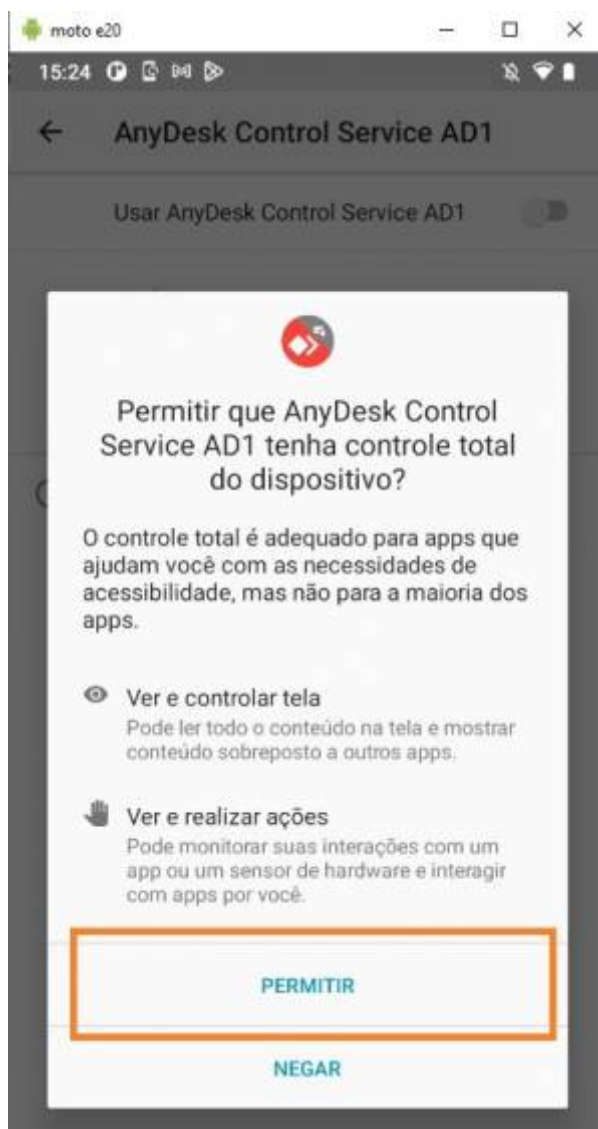 moto e20
15:24
AnyDesk Control Service AD1
Usar AnyDesk Control Service AD1
Permitir que AnyDesk Control
Service AD1 tenha controle total
do dispositivo?
O controle total é adequado para apps que
ajudam você com as necessidades de
acessibilidade, mas não para a maioria dos
apps.
Ver e controlar tela
Pode ler todo o conteúdo na tela e mostrar
conteúdo sobreposto a outros apps.
Ver e realizar ações
Pode monitorar suas interações com um
app ou um sensor de hardware e interagir
com apps por você.
PERMITIR
NEGAR